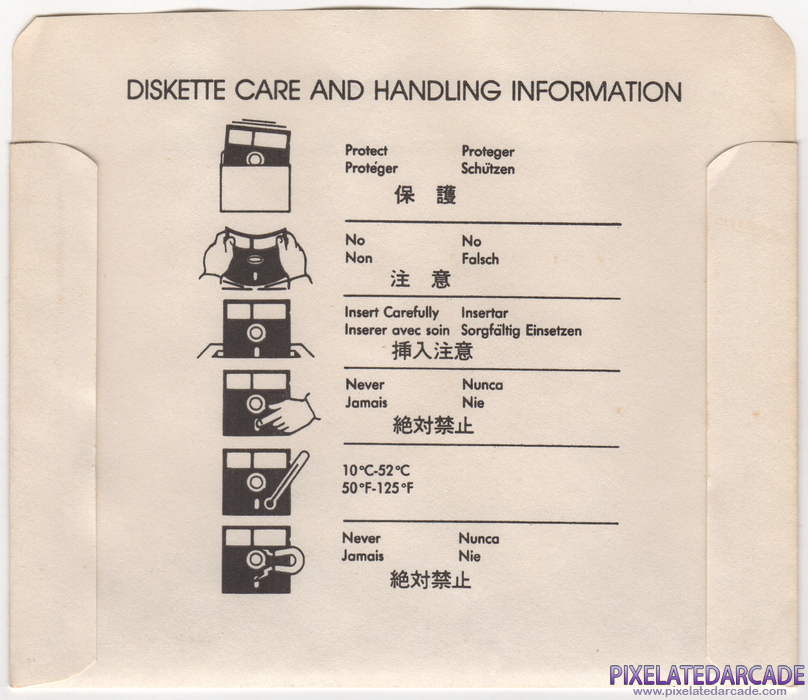 DISKETTE CARE AND HANDLING INFORMATION
Protect Proteger
Protéger Schützen
保 護
No No
Non Falsch
注 意
Insert Carefully Insertar
Inserer avec soin Sorgfältig Einsetzen
挿入注意
Never Nunca
Jamais Nie
絶対禁止
10°C-52°C
50°F-125°F
Never Nunca
Jamais Nie
絶対禁止
PIXELATEDARCADE
www.pixelatedarcade.com